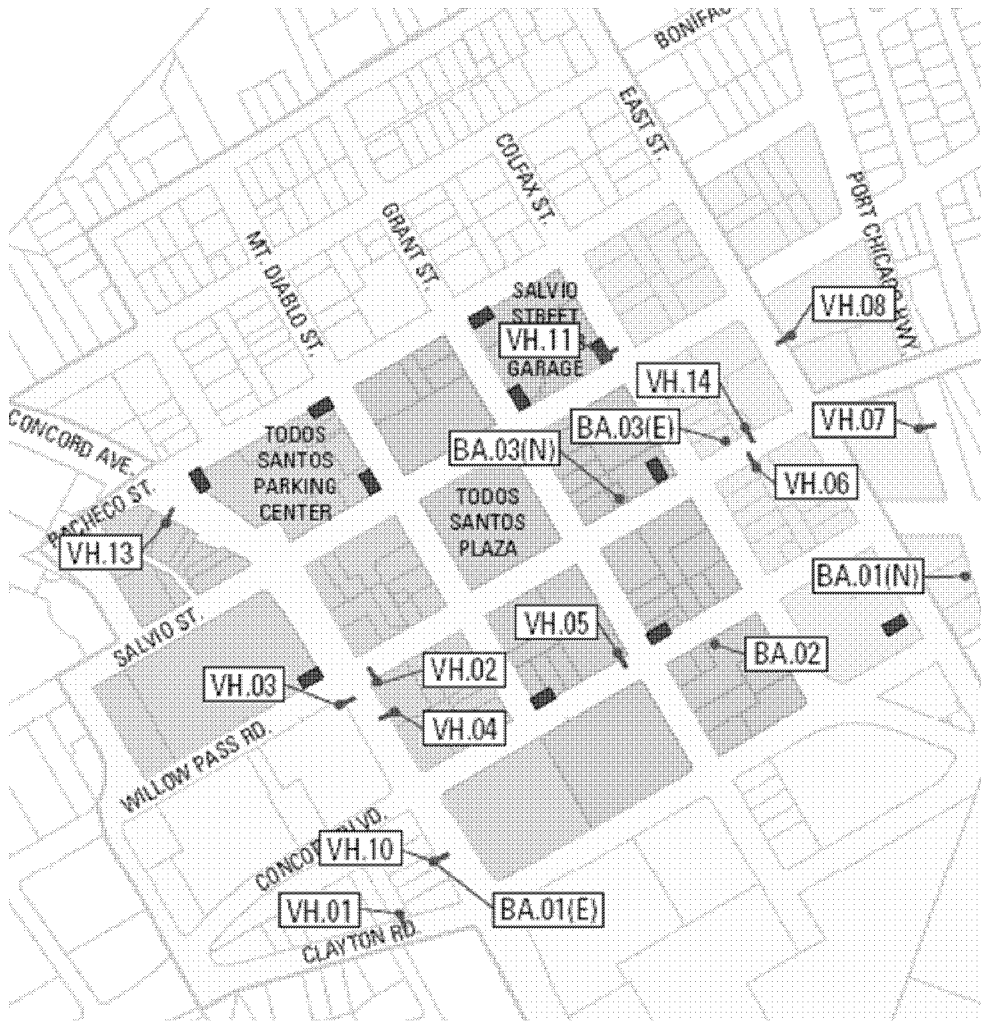 BONIFAC
EAST ST.
COLFAX ST.
PORT CHICAGO HWY.
GRANT ST.
MT. DIABLO ST.
SALVIO
STREET
GARAGE
VH.11
VH.08
VH.14
VH.07
BA.03(E)
BA.03(N)
CONCORD AVE.
TODOS
SANTOS
PARKING
CENTER
TODOS
SANTOS
PLAZA
VH.06
PACHECO ST.
VH.13
BA.01(N)
SALVIO ST.
VH.05
BA.02
VH.02
VH.03
VH.04
WILLOW PASS RD.
CONCO
VD.
VH.10
BA.01(E)
VH.01
CLAYTON RD.